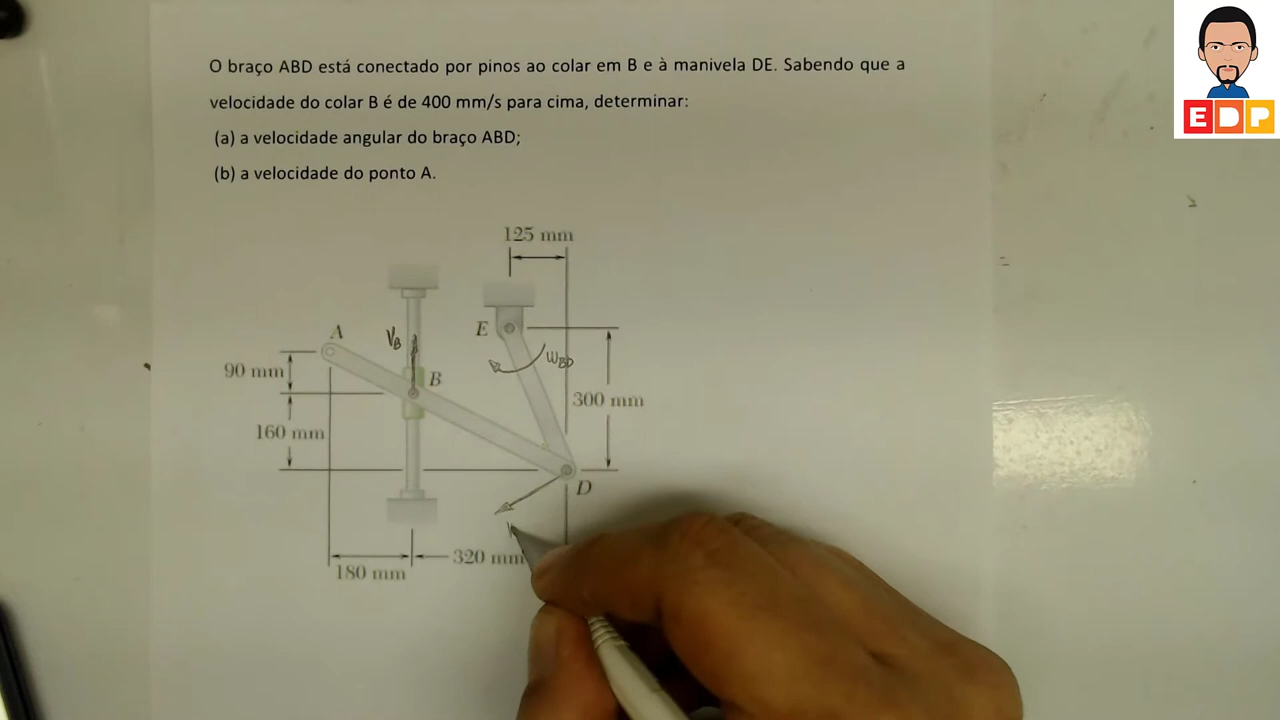 O braço ABD está conectado por pinos ao colar em B e à manivela DE. Sabendo que a
velocidade do colar B é de 400 mm/s para cima, determinar:
(a) a velocidade angular do braço ABD;
(b) a velocidade do ponto A.
125 mm
A
V_B
E
ω_BD
90 mm
B
300 mm
160 mm
D
320 mm
180 mm
EDP